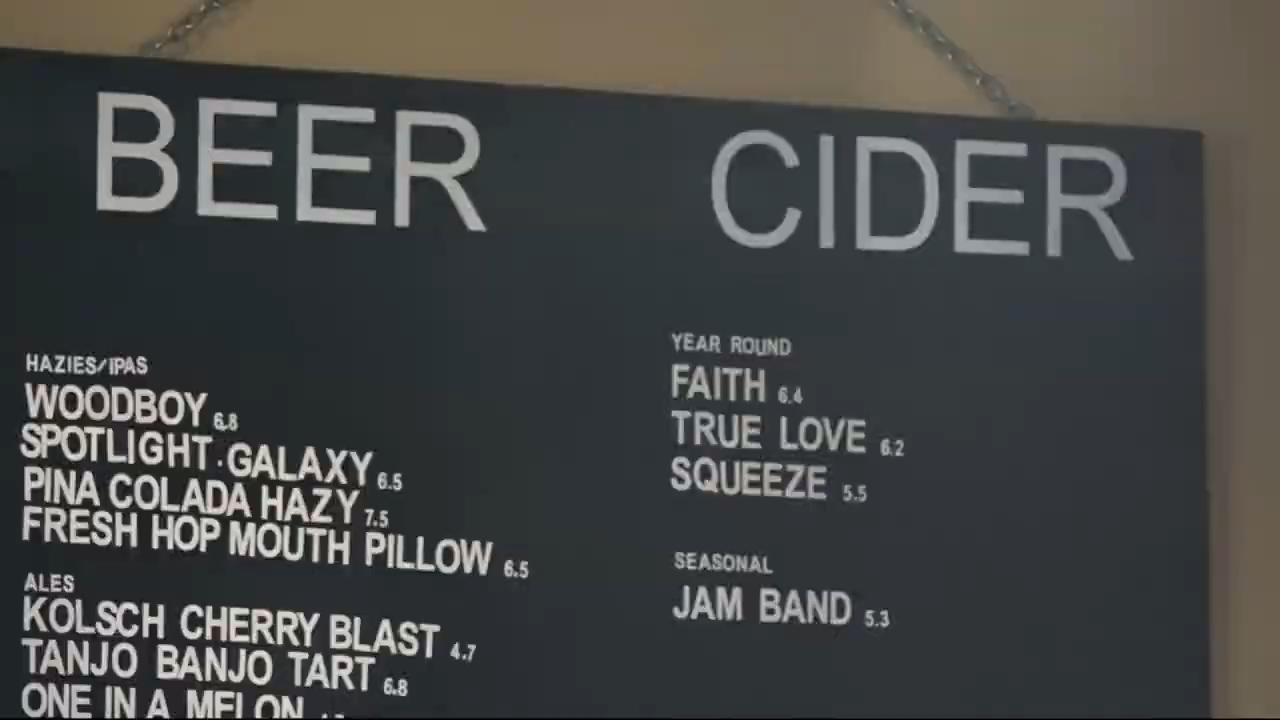 BEER
HAZIES/IPAS
WOODBOY 6.8
SPOTLIGHT·GALAXY 6.5
PINA COLADA HAZY 7.5
FRESH HOP MOUTH PILLOW 6.5
ALES
KOLSCH CHERRY BLAST 4.7
TANJO BANJO TART 6.8
ONE IN A MELON
CIDER
YEAR ROUND
FAITH 6.4
TRUE LOVE 6.2
SQUEEZE 5.5
SEASONAL
JAM BAND 5.3